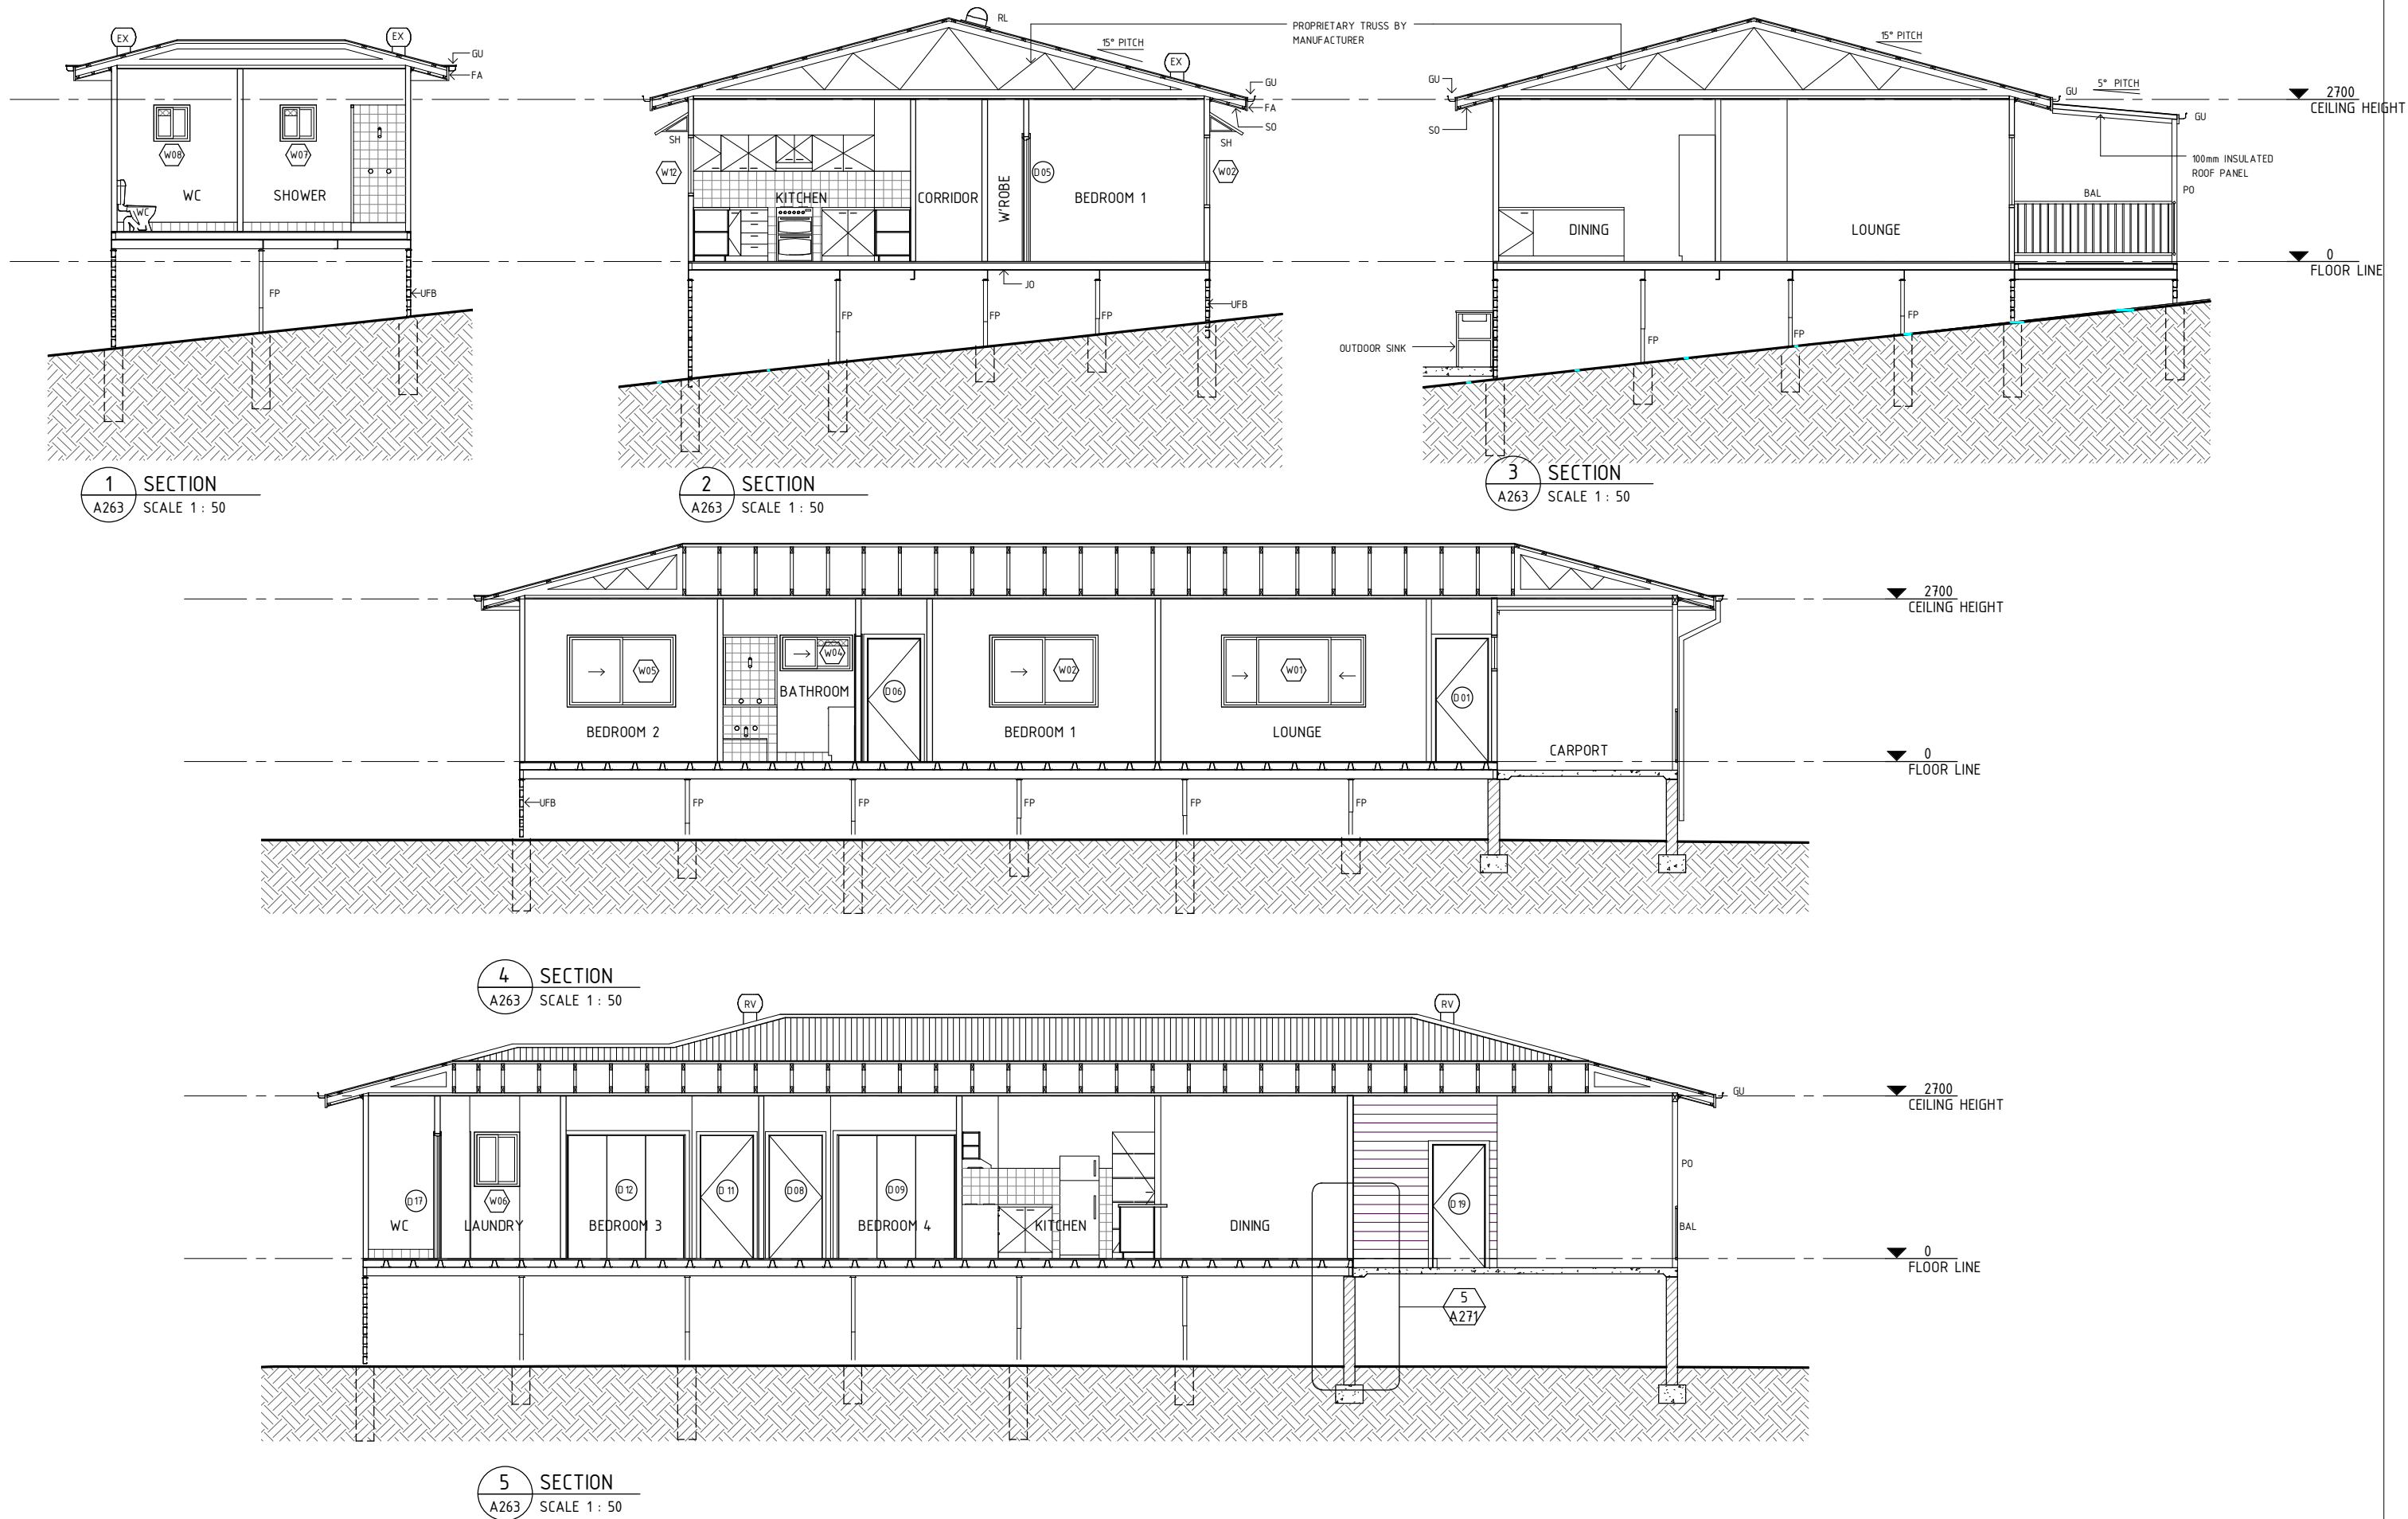 EX
EX
GU
FA
W08
W07
WC
SHOWER
WC
FP
UFB
1
SECTION
A263
SCALE 1 : 50
RL
15° PITCH
EX
GU
FA
SO
SH
SH
W12
W02
KITCHEN
CORRIDOR
W'ROBE
D05
BEDROOM 1
JO
FP
FP
FP
UFB
2
SECTION
A263
SCALE 1 : 50
PROPRIETARY TRUSS BY
MANUFACTURER
15° PITCH
5° PITCH
GU
SO
GU
GU
2700
CEILING HEIGHT
100mm INSULATED
ROOF PANEL
PO
BAL
DINING
LOUNGE
0
FLOOR LINE
OUTDOOR SINK
FP
FP
FP
3
SECTION
A263
SCALE 1 : 50
2700
CEILING HEIGHT
W05
W04
BATHROOM
D06
W02
W01
D01
BEDROOM 2
BEDROOM 1
LOUNGE
CARPORT
0
FLOOR LINE
UFB
FP
FP
FP
FP
FP
4
SECTION
A263
SCALE 1 : 50
RV
RV
GU
2700
CEILING HEIGHT
PO
D17
W06
D12
D11
D08
D09
D19
WC
LAUNDRY
BEDROOM 3
BEDROOM 4
KITCHEN
DINING
BAL
0
FLOOR LINE
5
A271
5
SECTION
A263
SCALE 1 : 50